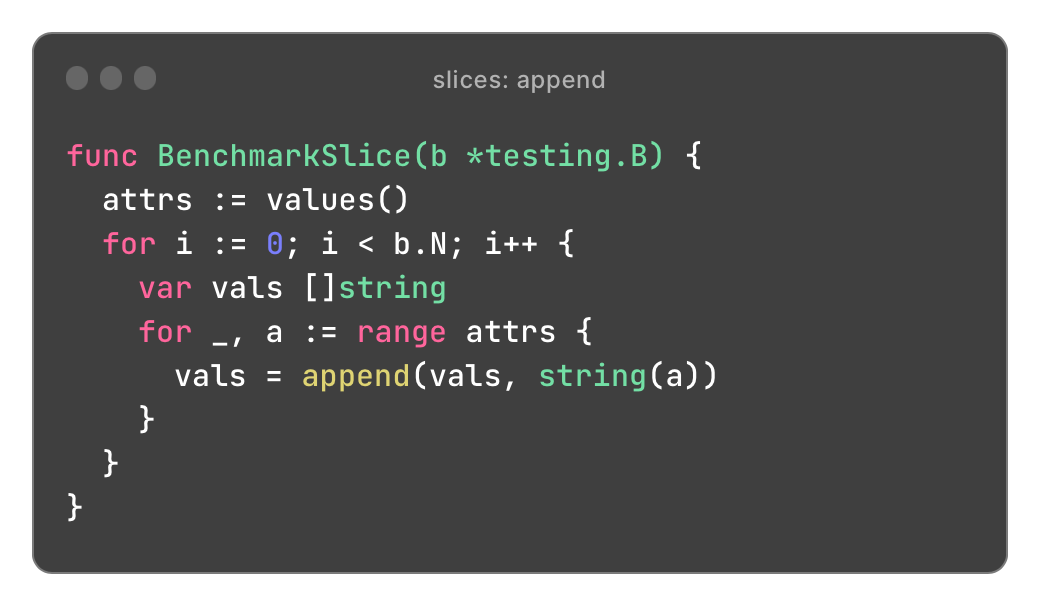 slices: append
func BenchmarkSlice(b *testing.B) {
  attrs := values()
  for i := 0; i < b.N; i++ {
    var vals []string
    for _, a := range attrs {
      vals = append(vals, string(a))
    }
  }
}